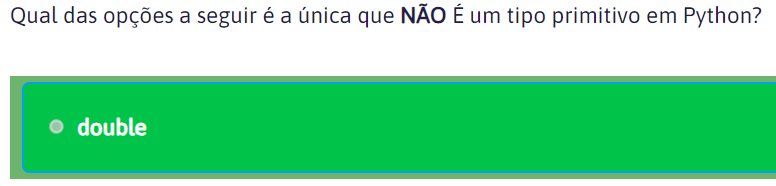 Qual das opções a seguir é a única que NÃO É um tipo primitivo em Python?
double